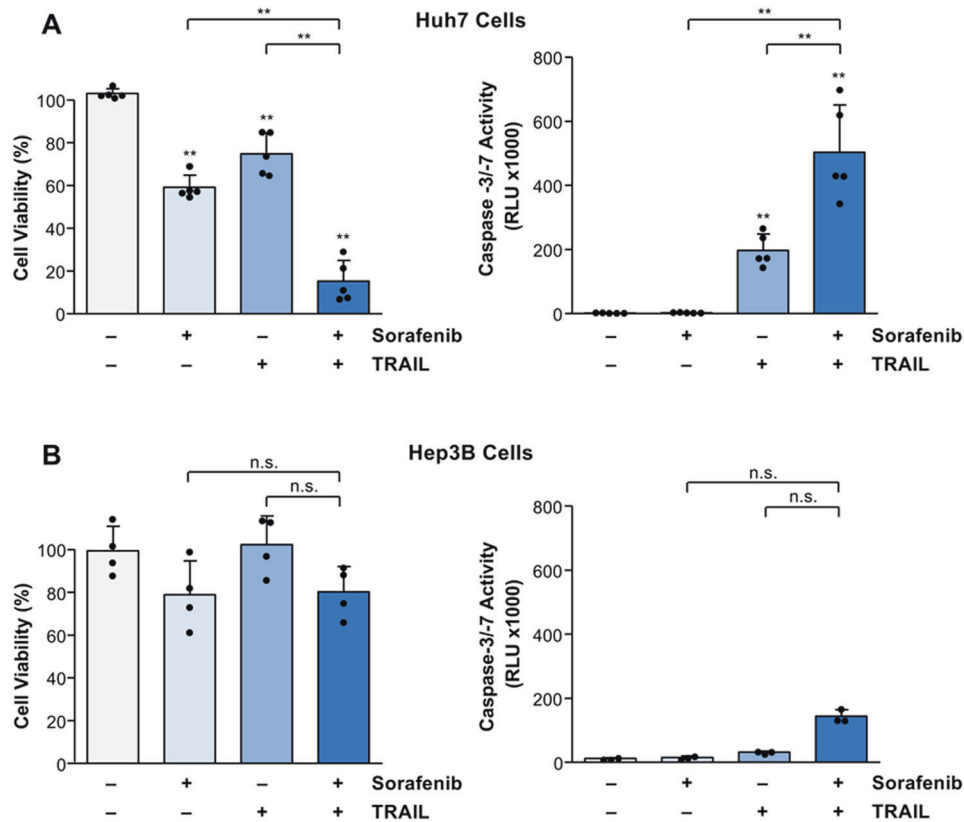 A
Huh7 Cells
**
**
**
**
**
Cell Viability (%)
100
80
60
40
20
0
– + – + Sorafenib
– – + + TRAIL
**
**
**
**
Caspase -3/-7 Activity
(RLU x1000)
800
600
400
200
0
– + – + Sorafenib
– – + + TRAIL
B
Hep3B Cells
n.s.
n.s.
Cell Viability (%)
100
80
60
40
20
0
– + – + Sorafenib
– – + + TRAIL
n.s.
n.s.
Caspase-3/-7 Activity
(RLU x1000)
800
600
400
200
0
– + – + Sorafenib
– – + + TRAIL